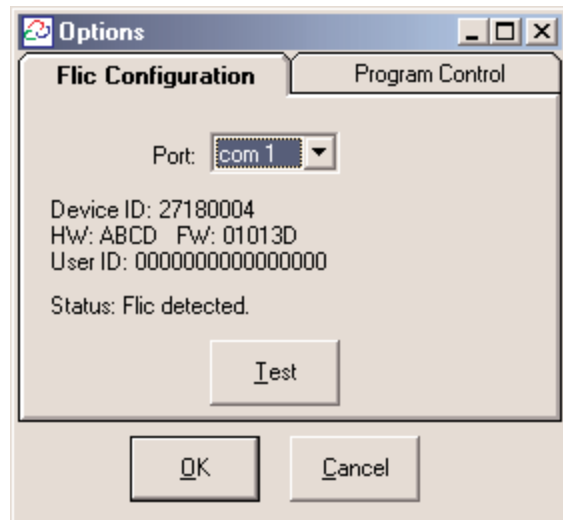 Options
Flic Configuration
Program Control
Port: com 1
Device ID: 27180004
HW: ABCD FW: 01013D
User ID: 0000000000000000
Status: Flic detected.
Test
OK
Cancel